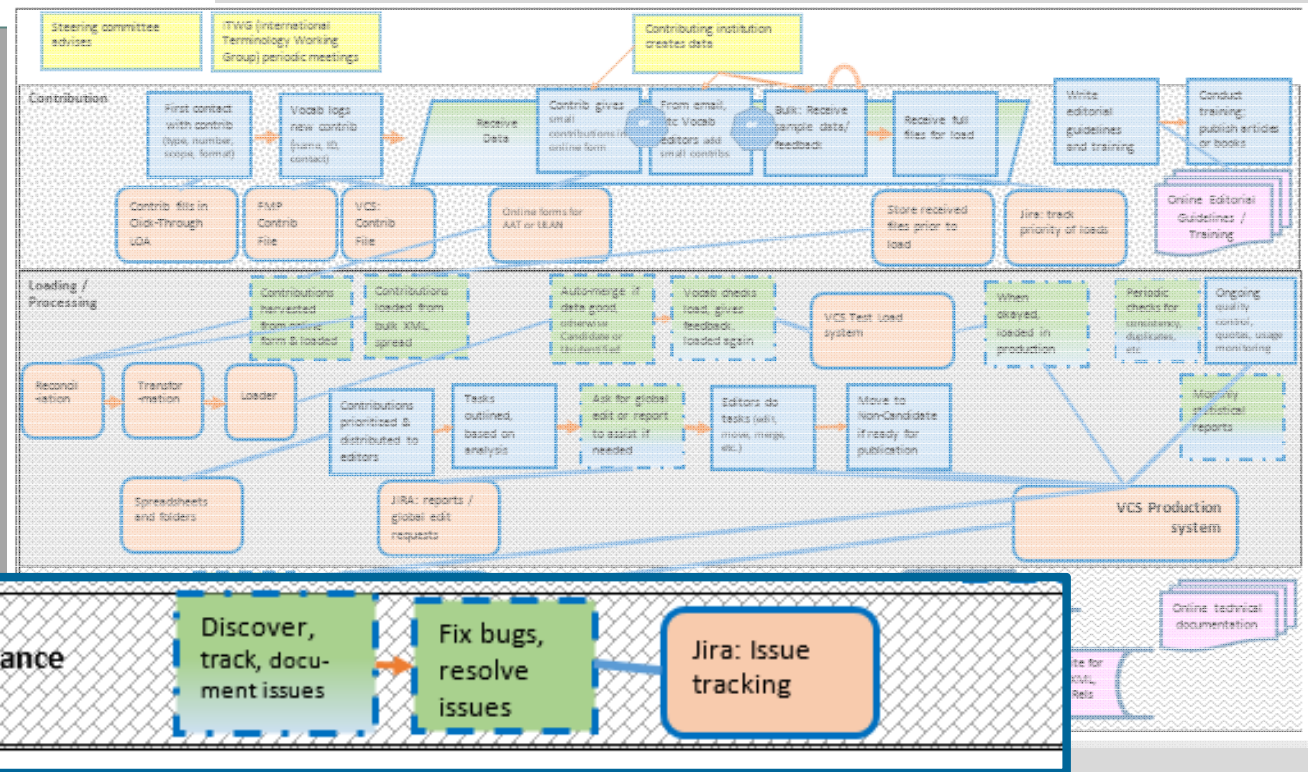 Steering committee
advises
ITWG (International
Terminology Working
Group) periodic meetings
Contributing institution
creates data
Contribution
First contact
with contrib
(type, number,
scope, format)
Vocab logs
new contrib
(name, ID,
contact)
Receive
Data
Contrib gives
small
contributions in
online form
From email,
etc Vocab
editors add
small contribs
Bulk: Receive
sample data/
feedback
Receive full
files for load
Write
editorial
guidelines
and training
Conduct
training;
publish articles
or books
Contrib fills in
Click-Through
LOA
FMP
Contrib
File
VCS:
Contrib
File
Online forms for
AAT or ULAN
Store received
files prior to
load
Jira: track
priority of loads
Online Editorial
Guidelines /
Training
Loading /
Processing
Contributions
harvested
from online
form & loaded
Contributions
loaded from
bulk XML,
spread
Auto-merge if
data good,
otherwise
Candidate or
Unidentified
Vocab checks
load, gives
feedback,
loaded again
VCS Test Load
system
When
okayed,
loaded in
production
Periodic
checks for
consistency,
duplicates,
etc
Ongoing
quality
control,
quotas, usage
monitoring
Reconcil
-iation
Transfor
-mation
Loader
Contributions
prioritized &
distributed to
editors
Tasks
outlined,
based on
analysis
Ask for global
edit or report
to assist if
needed
Editors do
tasks (edit,
move, merge,
etc.)
Move to
Non-Candidate
if ready for
publication
Monthly
statistical
reports
Spreadsheets
and folders
JIRA: reports /
global edit
requests
VCS Production
system
Online technical
documentation
te for
XML,
Rels
ance
Discover,
track, docu-
ment issues
Fix bugs,
resolve
issues
Jira: Issue
tracking